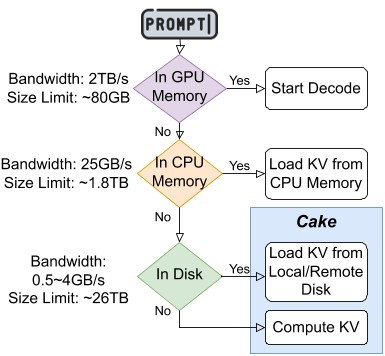 PROMPT
Bandwidth: 2TB/s
Size Limit: ~80GB
In GPU
Memory
Yes
Start Decode
No
Bandwidth: 25GB/s
Size Limit: ~1.8TB
In CPU
Memory
Yes
Load KV from
CPU Memory
No
Cake
Bandwidth:
0.5~4GB/s
Size Limit: ~26TB
In Disk
Yes
Load KV from
Local/Remote
Disk
No
Compute KV